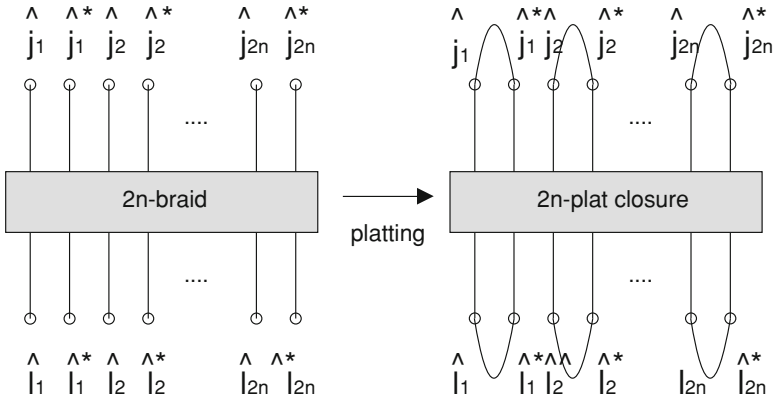 ^ ^* ^ ^* ^ ^* ^ ^* ^ ^* ^ ^*
j1 j1 j2 j2 j2n j2n j1 j1 j2 j2 j2n j2n
.... ....
2n-braid 2n-plat closure
platting
.... ....
^ ^* ^ ^* ^ ^* ^ ^*^^ ^* ^*
l1 l1 l2 l2 l2n l2n l1 l1 l2 l2 l2n l2n